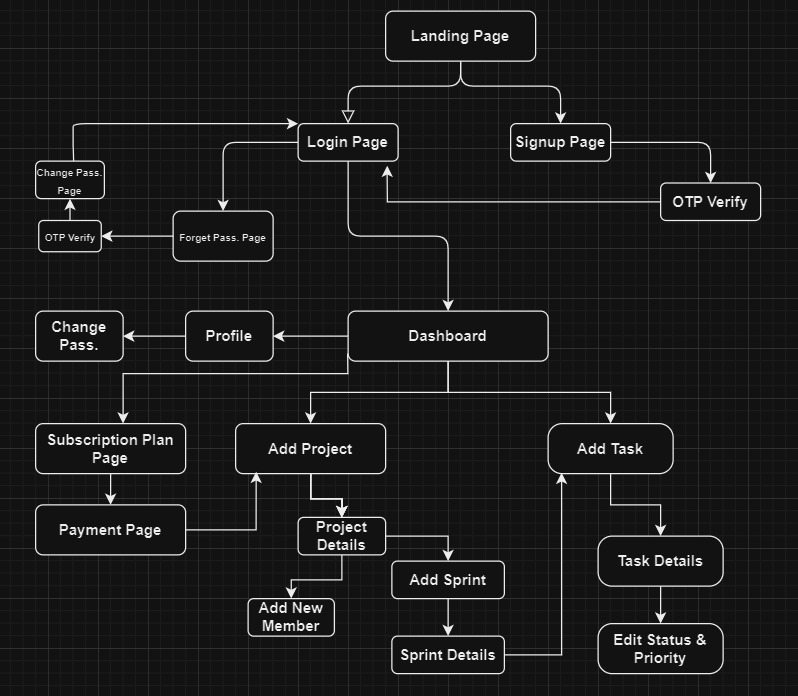 Landing Page
Login Page
Signup Page
Change Pass.
Page
OTP Verify
OTP Verify
Forget Pass. Page
Change
Pass.
Profile
Dashboard
Subscription Plan
Page
Add Project
Add Task
Payment Page
Project
Details
Task Details
Add Sprint
Add New
Member
Sprint Details
Edit Status &
Priority